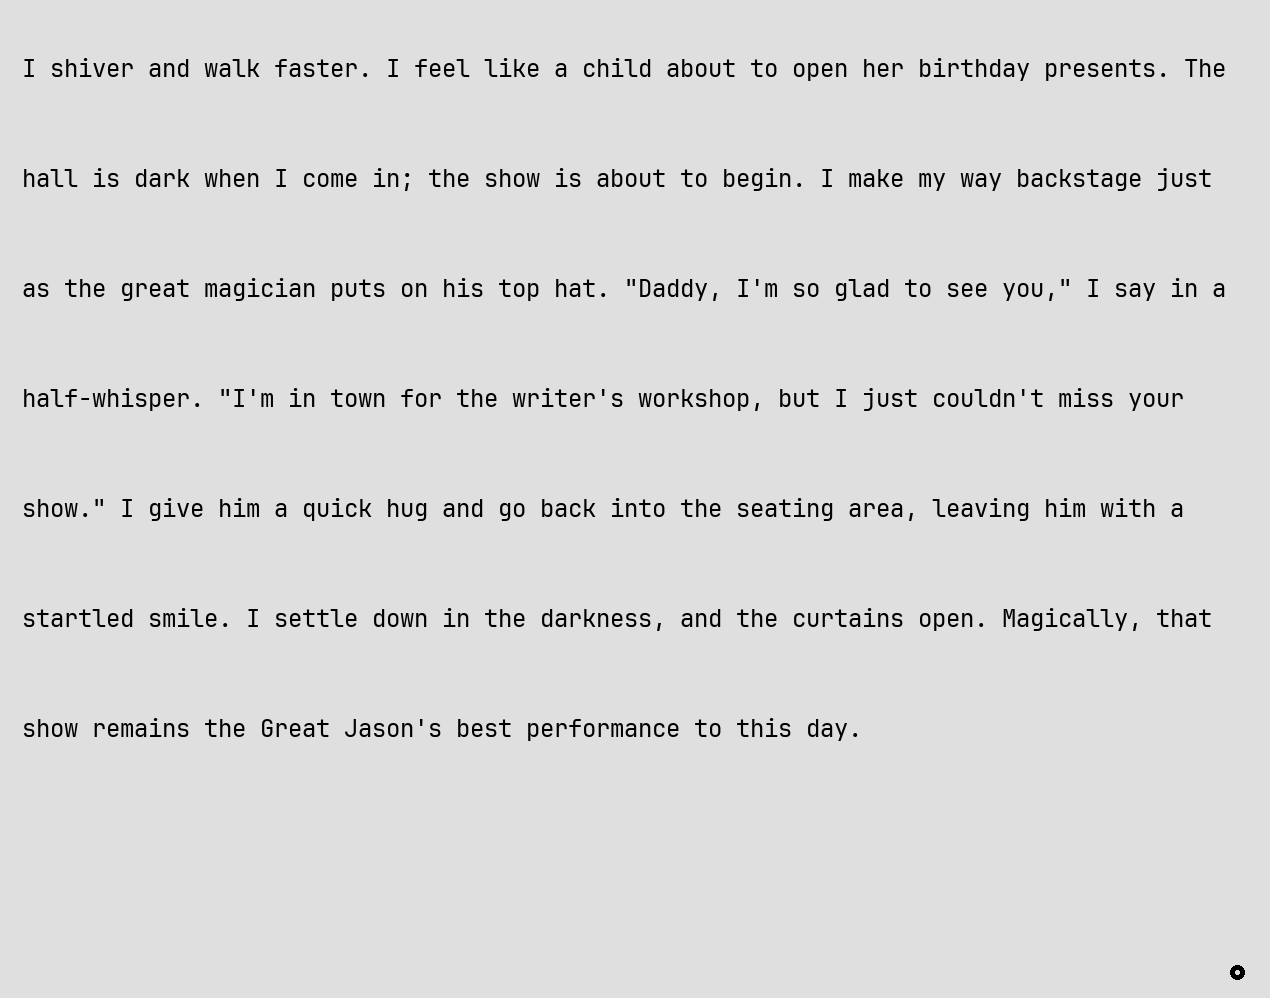 I shiver and walk faster. I feel like a child about to open her birthday presents. The
hall is dark when I come in; the show is about to begin. I make my way backstage just
as the great magician puts on his top hat. "Daddy, I'm so glad to see you," I say in a
half-whisper. "I'm in town for the writer's workshop, but I just couldn't miss your
show." I give him a quick hug and go back into the seating area, leaving him with a
startled smile. I settle down in the darkness, and the curtains open. Magically, that
show remains the Great Jason's best performance to this day.